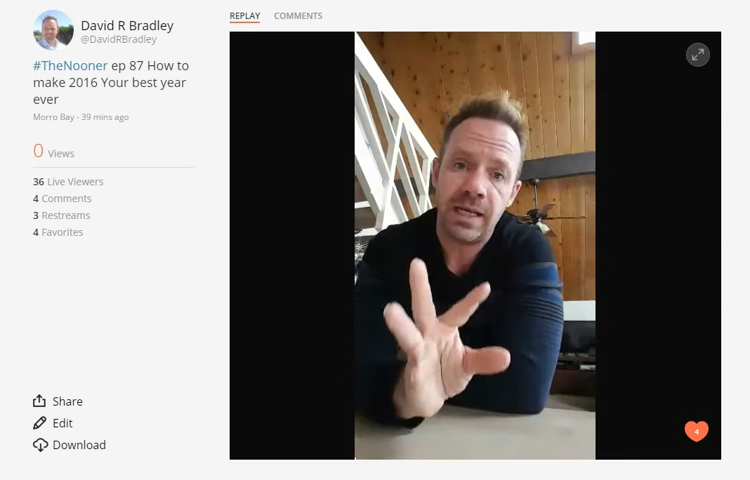 David R Bradley
@DavidRBradley
#TheNooner ep 87 How to
make 2016 Your best year
ever
Morro Bay - 39 mins ago
0 Views
36 Live Viewers
4 Comments
3 Restreams
4 Favorites
Share
Edit
Download
REPLAY COMMENTS
4